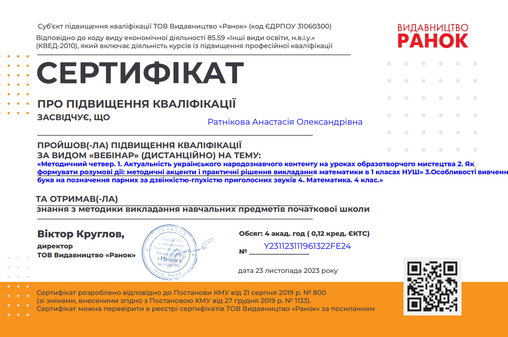 Суб'єкт підвищення кваліфікації ТОВ Видавництво «Ранок» (код ЄДРПОУ 31060300)
Відповідно до коду виду економічної діяльності 85.59 «Інші види освіти, н.в.і.у.»
(КВЕД-2010), який включає діяльність курсів із підвищення професійної кваліфікації
ВИДАВНИЦТВО
РАНОК
СЕРТИФІКАТ
ПРО ПІДВИЩЕННЯ КВАЛІФІКАЦІЇ
ЗАСВІДЧУЄ, ЩО
Ратнікова Анастасія Олександрівна
ПРОЙШОВ(-ЛА) ПІДВИЩЕННЯ КВАЛІФІКАЦІЇ
ЗА ВИДОМ «ВЕБІНАР» (ДИСТАНЦІЙНО) НА ТЕМУ:
«Методичний четвер. 1. Актуальність українського народознавчого контенту на уроках образотворчого мистецтва 2. Як
формувати розумові дії: методичні акценти і практичні рішення викладання математики в 1 класах НУШ» 3.Особливості вивчен
букв на позначення парних за дзвінкістю-глухістю приголосних звуків 4. Математика. 4 клас.»
ТА ОТРИМАВ(-ЛА)
знання з методики викладання навчальних предметів початкової школи
Віктор Круглов,
директор
ТОВ Видавництво «Ранок»
Обсяг: 4 акад. год ( 0,12 кред. ЄКТС)
№ Y231123111961322FE24
дата 23 листопада 2023 року
Сертифікат розроблено відповідно до Постанови КМУ від 21 серпня 2019 р. № 800
(зі змінами, внесеними згідно з Постановою КМУ від 27 грудня 2019 р. № 1133).
Сертифікат можна перевірити в реєстрі сертифікатів ТОВ Видавництво «Ранок» за посиланням